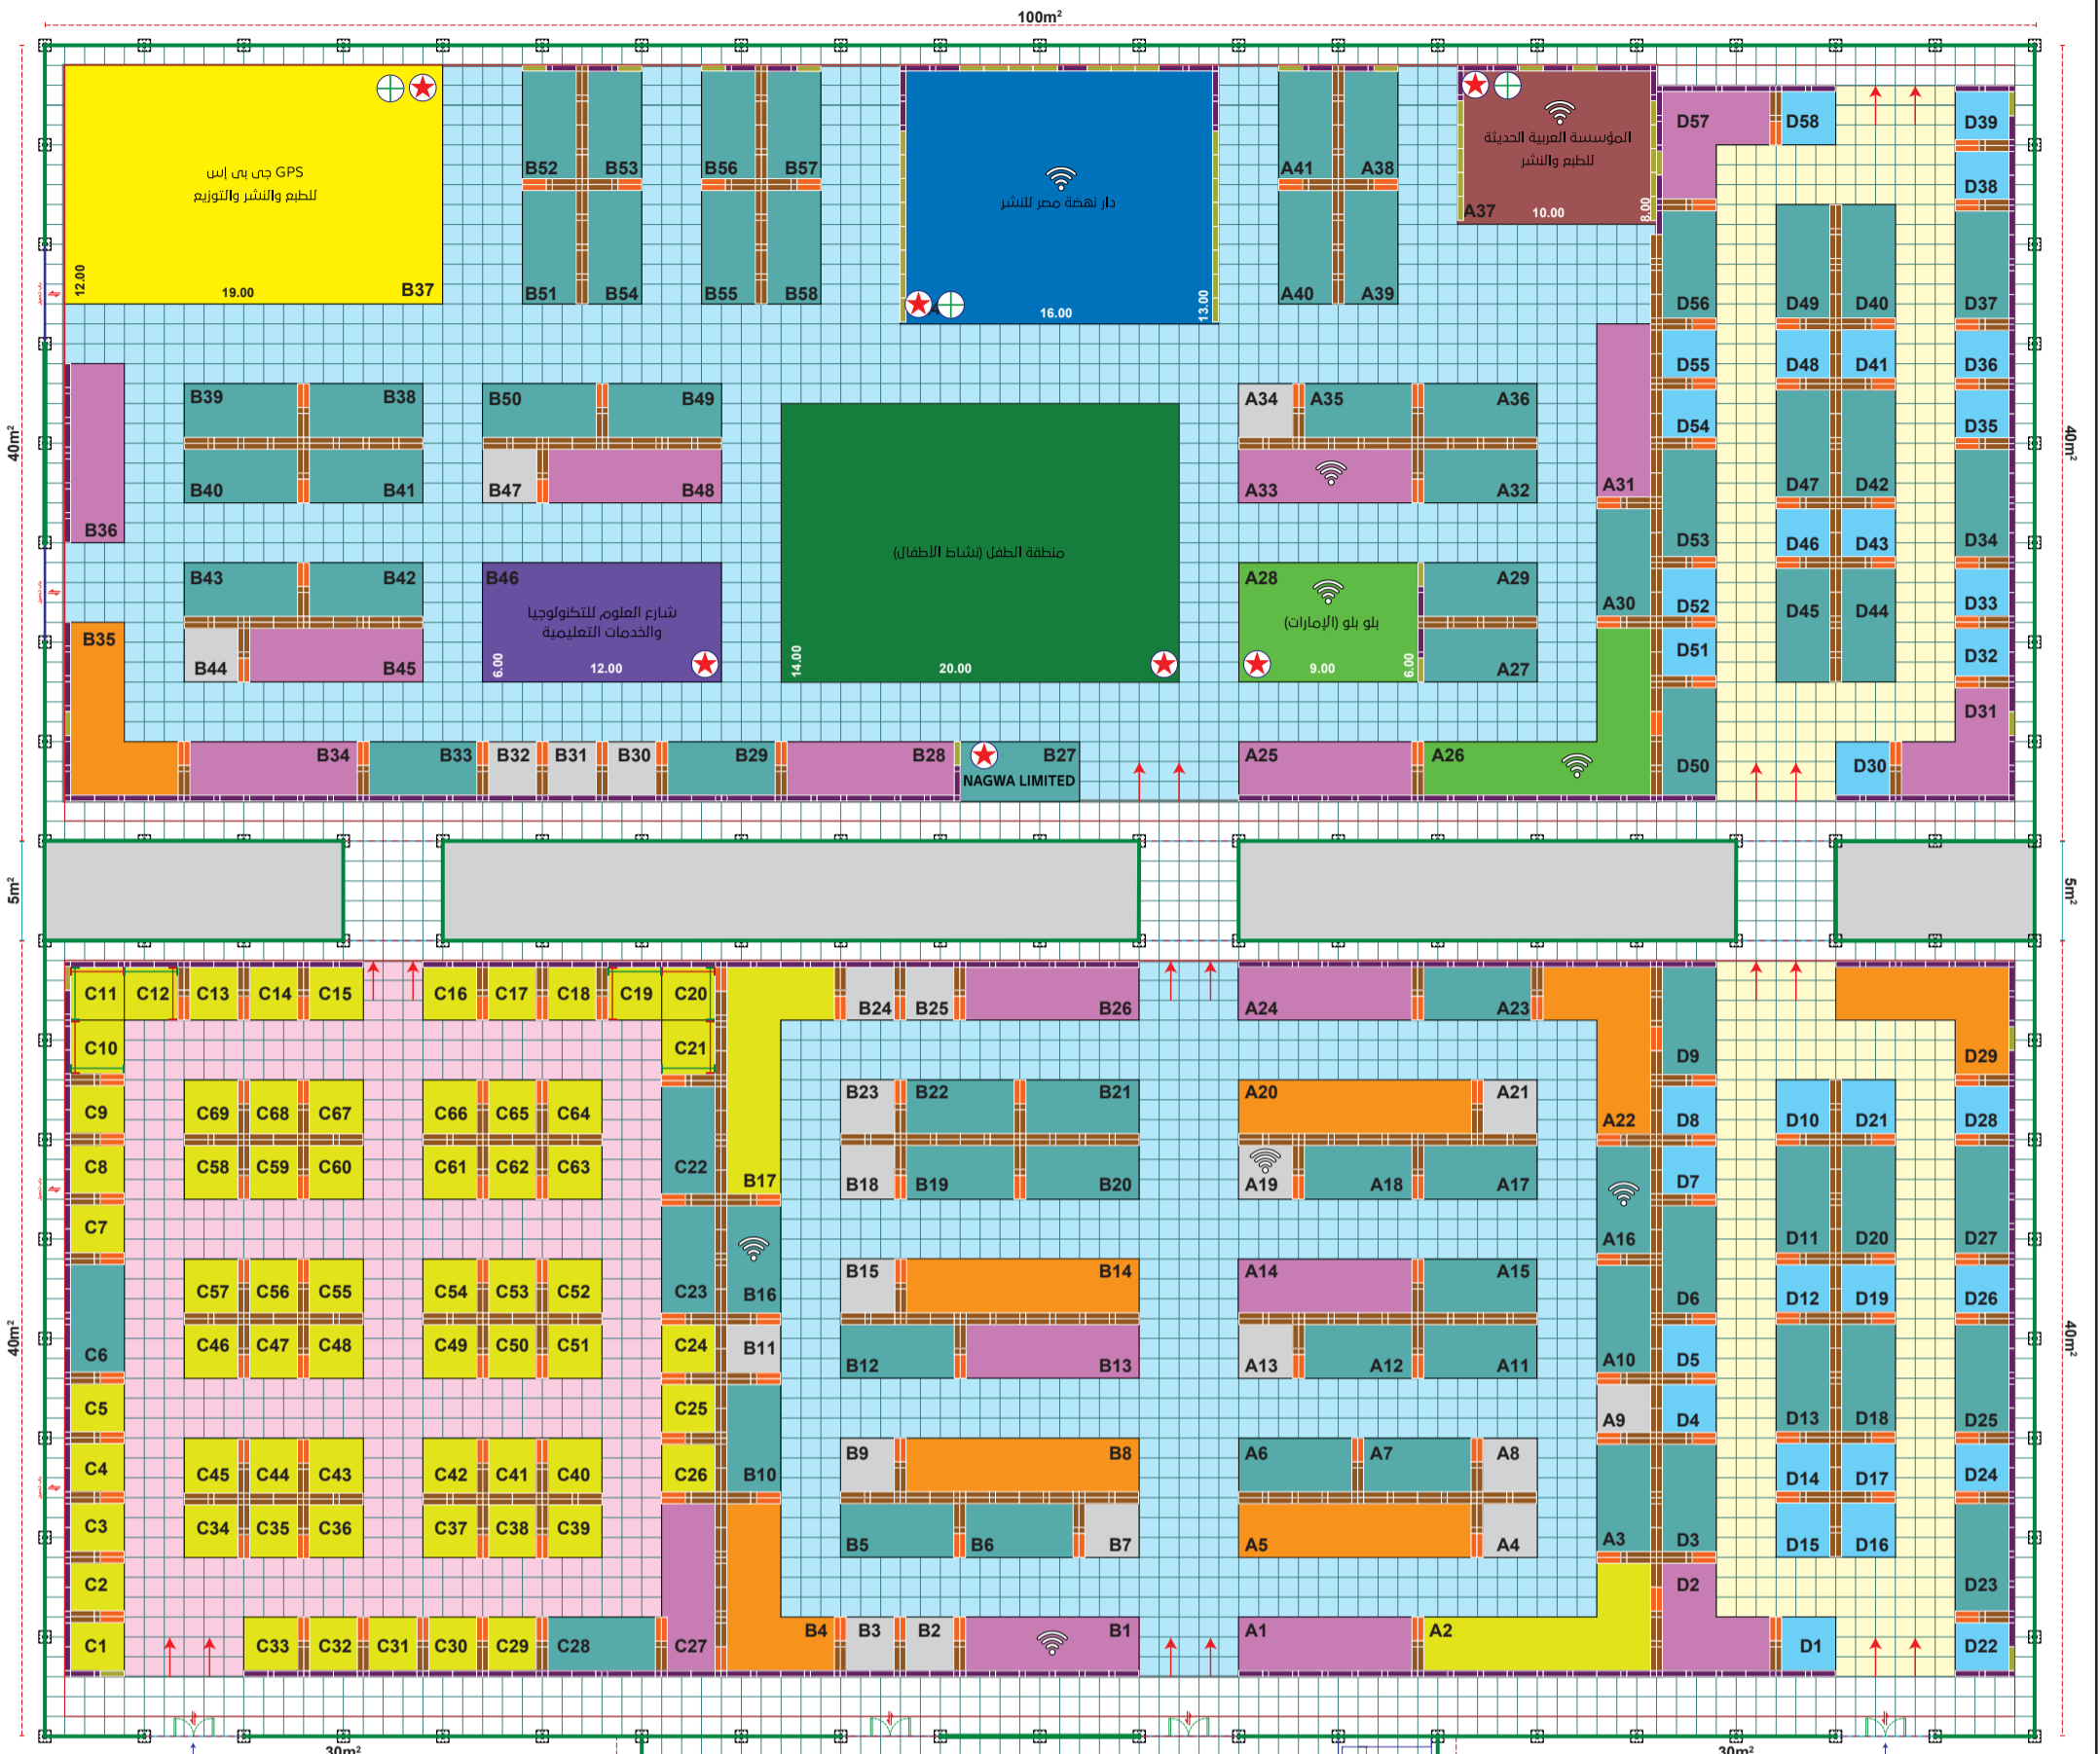 100m²
GPS جى بى إس
للطبع والنشر والتوزيع
12.00
19.00
B37
B52 B53
B51 B54
B56 B57
B55 B58
دار نهضة مصر للنشر
16.00
13.00
A41 A38
A40 A39
المؤسسة العربية الحديثة
للطبع والنشر
A37
10.00
8.00
D57 D58 D39
D38
D56 D49 D40 D37
D55 D48 D41 D36
D54 D35
D47 D42
D53 D46 D43 D34
D52 D45 D44 D33
D51 D32
D31
D50 D30
40m²
40m²
B36
B39 B38
B40 B41
B50 B49
B47 B48
A34 A35 A36
A33 A32
A31
A30
B43 B42
B44 B45
B46
شارع العلوم للتكنولوجيا
والخدمات التعليمية
6.00
12.00
منطقة الطفل (نشاط الأطفال)
14.00
20.00
A28
بلو بلو (الإمارات)
9.00
6.00
A29
A27
B35
B34 B33 B32 B31 B30 B29 B28 B27
NAGWA LIMITED
A25 A26
5m²
5m²
C11 C12 C13 C14 C15 C16 C17 C18 C19 C20
C10 C21
B24 B25 B26
A24 A23
D9 D29
C9 C69 C68 C67 C66 C65 C64
B23 B22 B21
A20 A21
A22 D8 D10 D21 D28
C8 C58 C59 C60 C61 C62 C63 C22 B17
B18 B19 B20
A19 A18 A17
D7
C7
A16 D11 D20 D27
C57 C56 C55 C54 C53 C52 C23 B16
B15 B14
A14 A15
D6 D12 D19 D26
40m²
40m²
C6 C46 C47 C48 C49 C50 C51 C24 B11
B12 B13
A13 A12 A11
A10 D5
C5 C25
A9 D4 D13 D18 D25
C4 C45 C44 C43 C42 C41 C40 C26 B10
B9 B8
A6 A7 A8
D14 D17 D24
C3 C34 C35 C36 C37 C38 C39
B5 B6 B7
A5 A4
A3 D3 D15 D16
C2
D2 D23
C1 C33 C32 C31 C30 C29 C28 C27
B4 B3 B2 B1
A1 A2
D1 D22
30m²
30m²